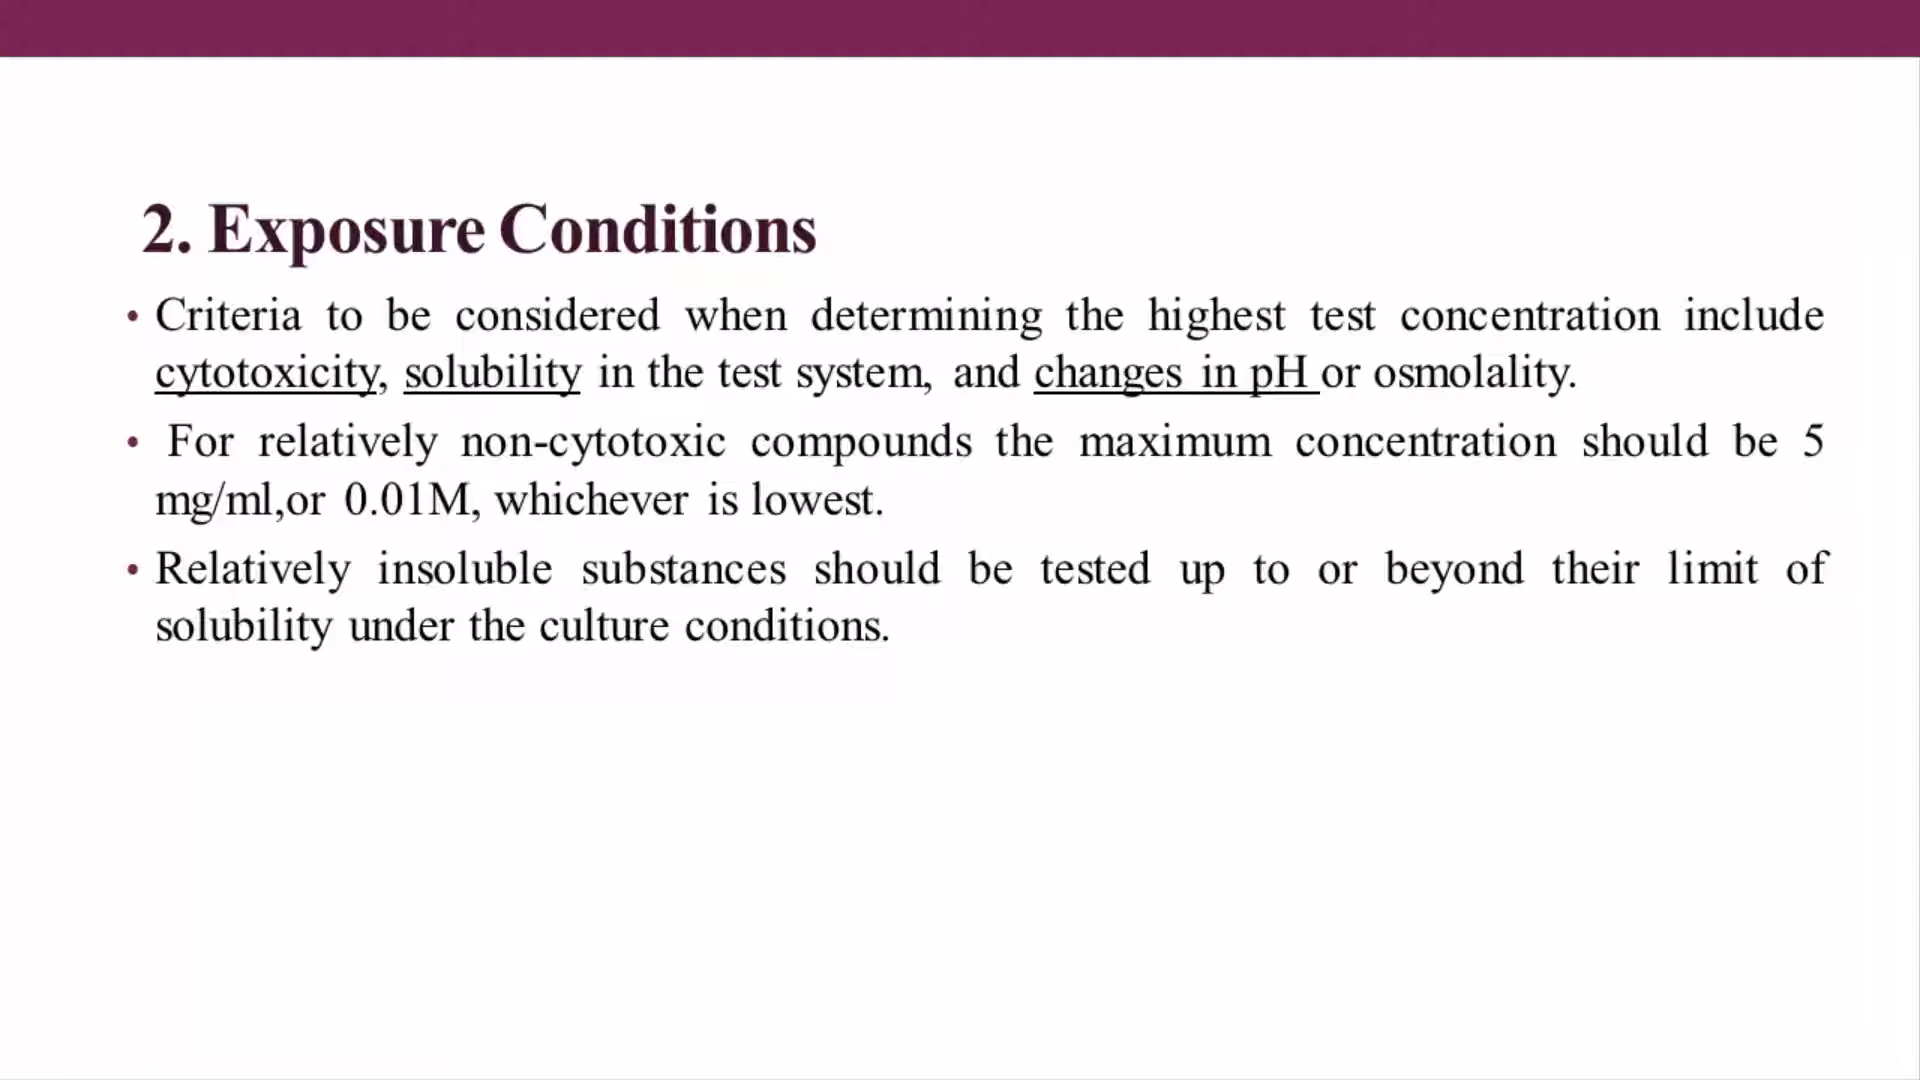 2. Exposure Conditions
• Criteria to be considered when determining the highest test concentration include
cytotoxicity, solubility in the test system, and changes in pH or osmolality.
• For relatively non-cytotoxic compounds the maximum concentration should be 5
mg/ml,or 0.01M, whichever is lowest.
• Relatively insoluble substances should be tested up to or beyond their limit of
solubility under the culture conditions.